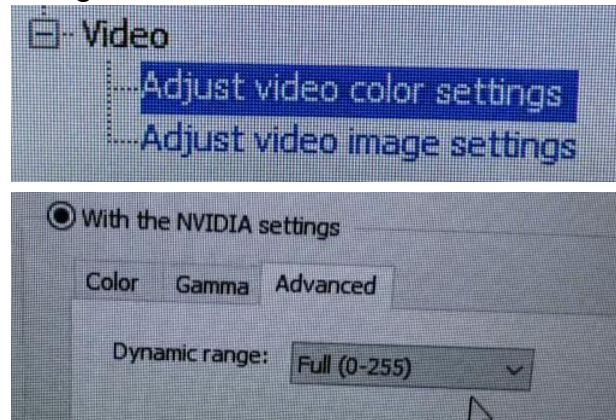 Video
Adjust video color settings
Adjust video image settings
With the NVIDIA settings
Color Gamma Advanced
Dynamic range: Full (0-255)